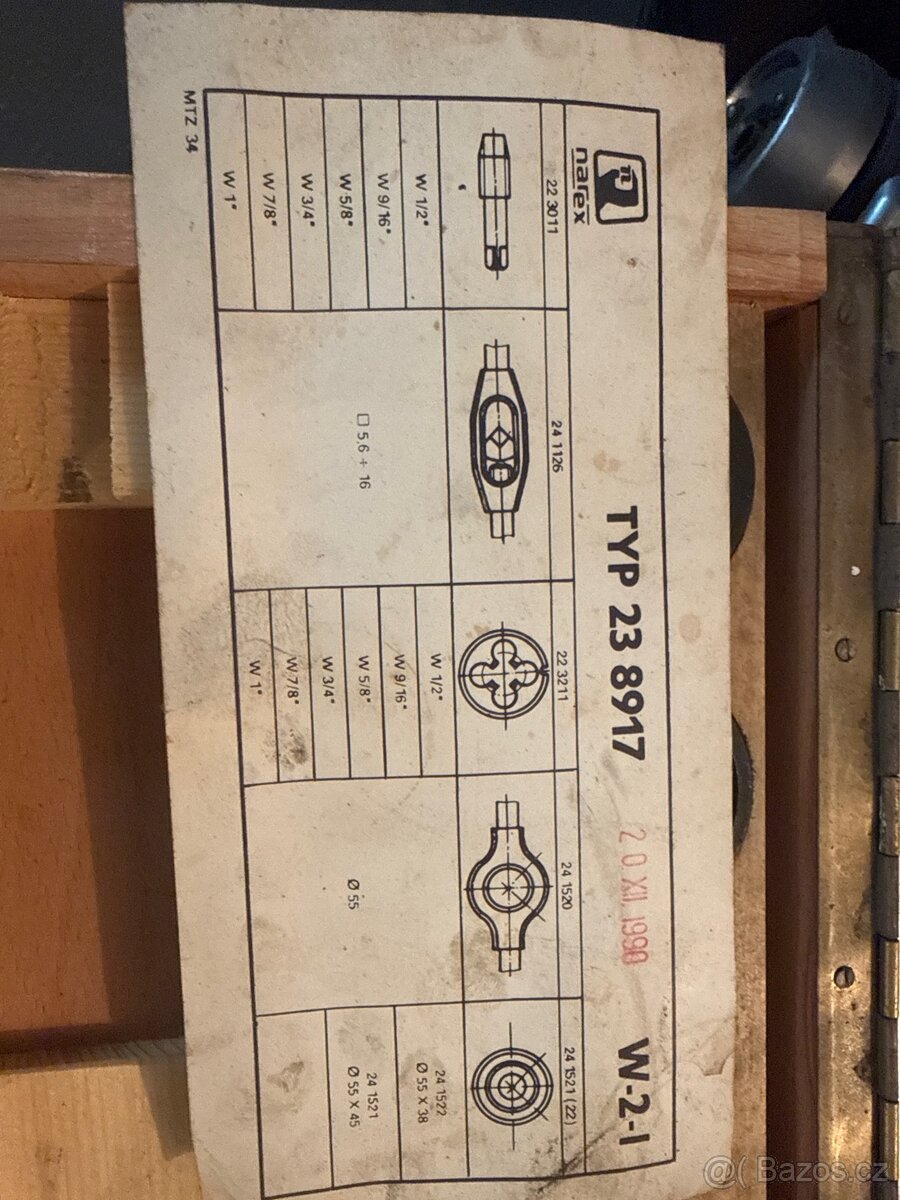 narex
TYP 23 8917
20 XII. 1990
W-2-I
22 3011
24 1126
22 3211
24 1520
24 1521 (22)
W 1/2"
W 9/16"
W 5/8"
W 3/4"
W 7/8"
W 1"
□ 5,6 ÷ 16
W 1/2"
W 9/16"
W 5/8"
W 3/4"
W 7/8"
W 1"
Ø 55
24 1522
Ø 55 X 38
24 1521
Ø 55 X 45
MTZ 34
@( Bazos.cz